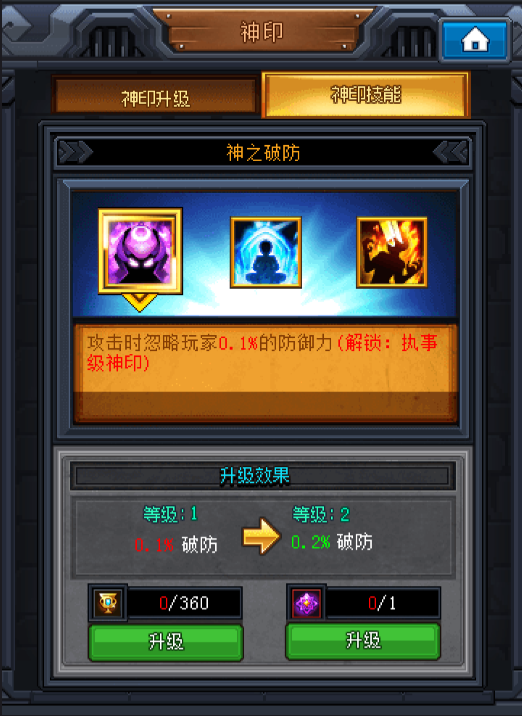 神印
神印升级
神印技能
神之破防
攻击时忽略玩家0.1%的防御力(解锁：执事
级神印)
升级效果
等级:1
等级:2
0.1% 破防
0.2% 破防
0/360
0/1
升级
升级